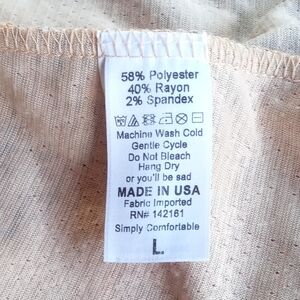 58% Polyester
40% Rayon
2% Spandex
Machine Wash Cold
Gentle Cycle
Do Not Bleach
Hang Dry
or you'll be sad
MADE IN USA
Fabric Imported
RN# 142161
Simply Comfortable
L